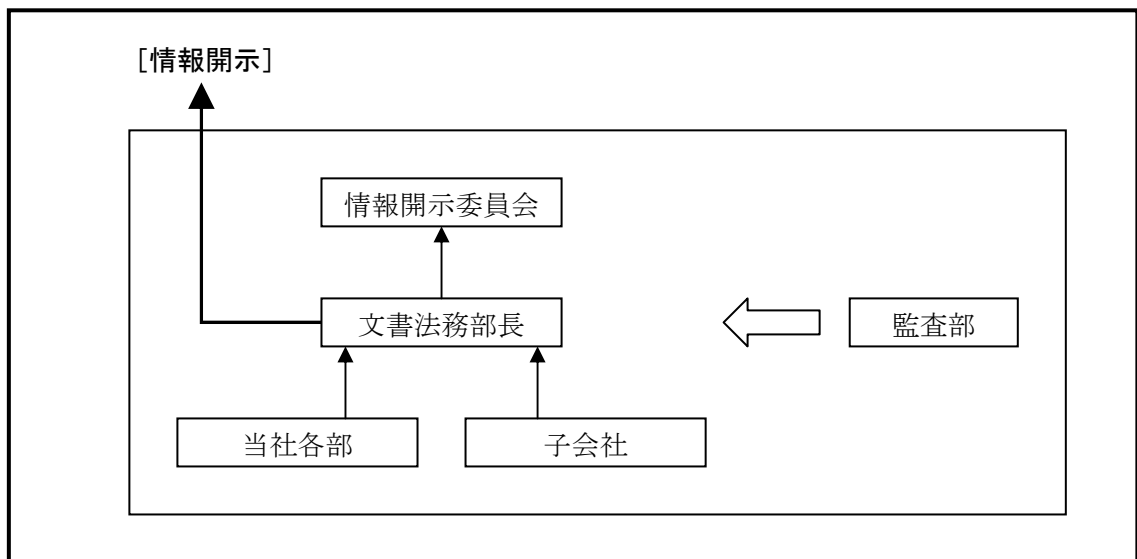 ［情報開示］
情報開示委員会
文書法務部長
監査部
当社各部
子会社